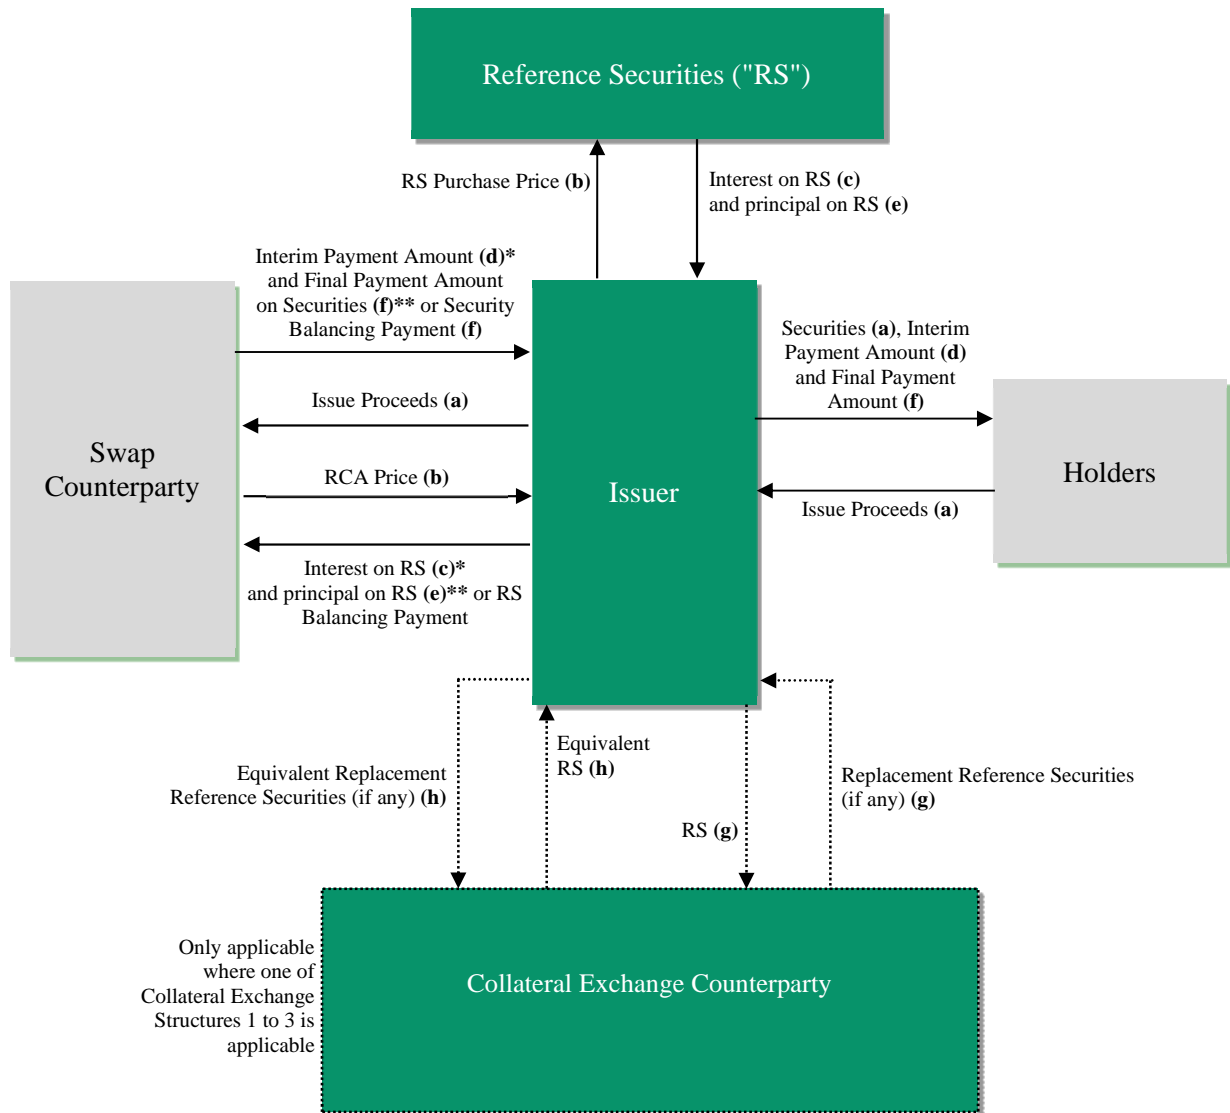 Reference Securities ("RS")
RS Purchase Price (b)
Interest on RS (c)
and principal on RS (e)
Interim Payment Amount (d)*
and Final Payment Amount
on Securities (f)** or Security
Balancing Payment (f)
Securities (a), Interim
Payment Amount (d)
and Final Payment
Amount (f)
Issue Proceeds (a)
Swap
Counterparty
RCA Price (b)
Issuer
Holders
Issue Proceeds (a)
Interest on RS (c)*
and principal on RS (e)** or RS
Balancing Payment
Equivalent Replacement
Reference Securities (if any) (h)
Equivalent
RS (h)
RS (g)
Replacement Reference Securities
(if any) (g)
Only applicable
where one of
Collateral Exchange
Structures 1 to 3 is
applicable
Collateral Exchange Counterparty